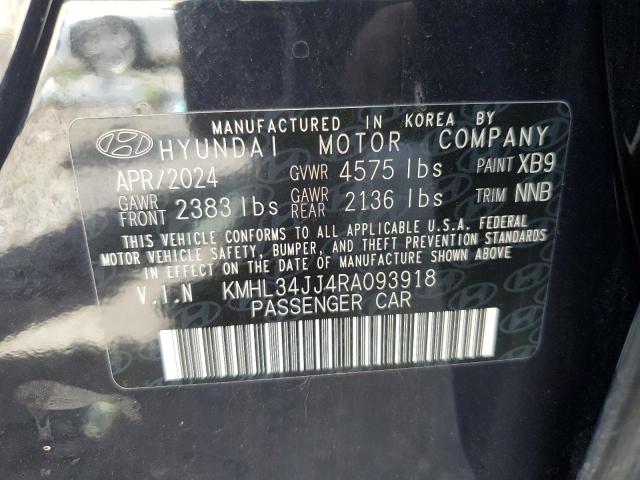 MANUFACTURED IN KOREA BY
HYUNDAI MOTOR COMPANY
APR/2024 GVWR 4575 lbs PAINT XB9
GAWR FRONT 2383 lbs GAWR REAR 2136 lbs TRIM NNB
THIS VEHICLE CONFORMS TO ALL APPLICABLE U.S.A. FEDERAL
MOTOR VEHICLE SAFETY, BUMPER, AND THEFT PREVENTION STANDARDS
IN EFFECT ON THE DATE OF MANUFACTURE SHOWN ABOVE
V.I.N KMHL34JJ4RA093918
PASSENGER CAR